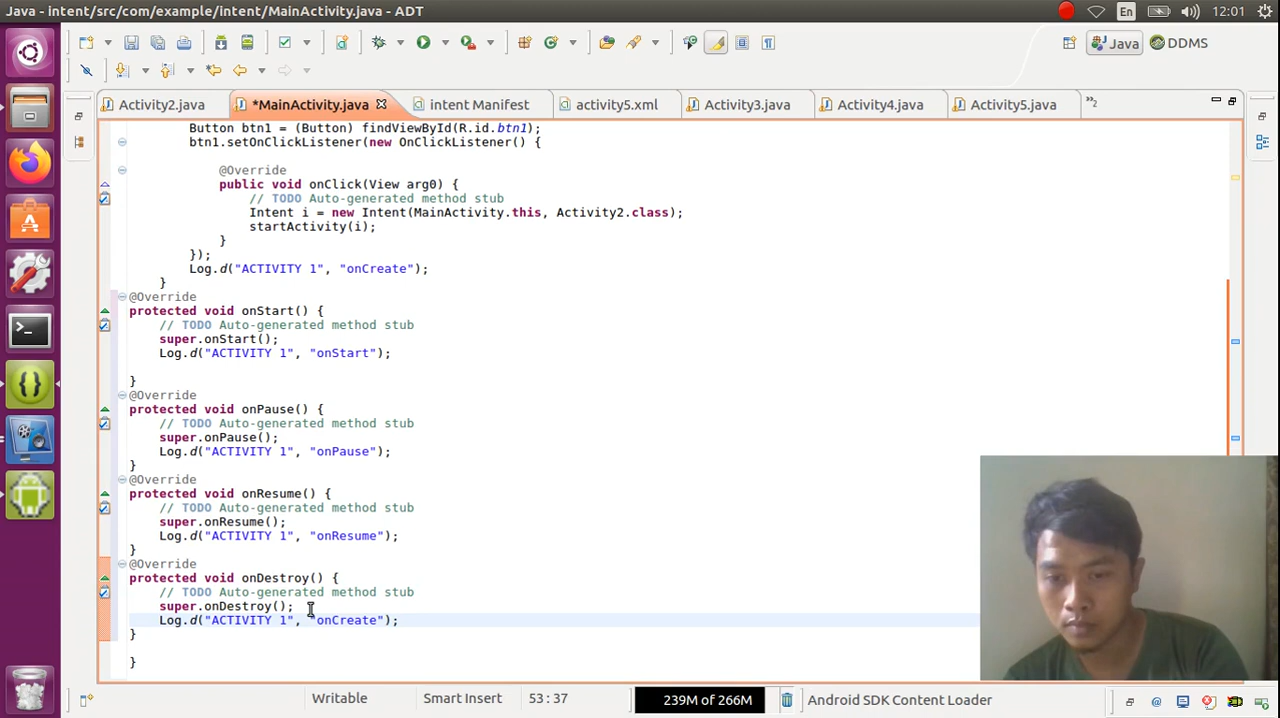 Java - intent/src/com/example/intent/MainActivity.java - ADT
En
12:01
Java
DDMS
Activity2.java
*MainActivity.java
intent Manifest
activity5.xml
Activity3.java
Activity4.java
Activity5.java
»2
Button btn1 = (Button) findViewById(R.id.btn1);
btn1.setOnClickListener(new OnClickListener() {
@Override
public void onClick(View arg0) {
// TODO Auto-generated method stub
Intent i = new Intent(MainActivity.this, Activity2.class);
startActivity(i);
}
});
Log.d("ACTIVITY 1", "onCreate");
}
@Override
protected void onStart() {
// TODO Auto-generated method stub
super.onStart();
Log.d("ACTIVITY 1", "onStart");
}
@Override
protected void onPause() {
// TODO Auto-generated method stub
super.onPause();
Log.d("ACTIVITY 1", "onPause");
}
@Override
protected void onResume() {
// TODO Auto-generated method stub
super.onResume();
Log.d("ACTIVITY 1", "onResume");
}
@Override
protected void onDestroy() {
// TODO Auto-generated method stub
super.onDestroy();
Log.d("ACTIVITY 1", "onCreate");
}
}
Writable
Smart Insert
53 : 37
239M of 266M
Android SDK Content Loader